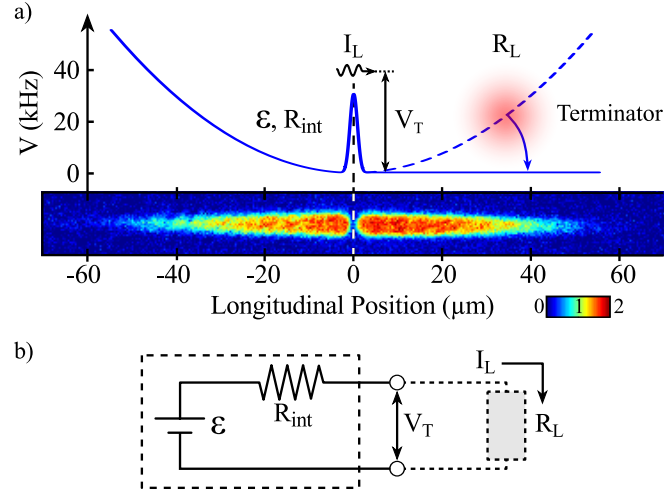 a)
I_L
R_L
V (kHz)
40
20
0
ε, R_int
V_T
Terminator
-60
-40
-20
0
20
40
60
Longitudinal Position (μm)
0
1
2
b)
ε
R_int
V_T
I_L
R_L